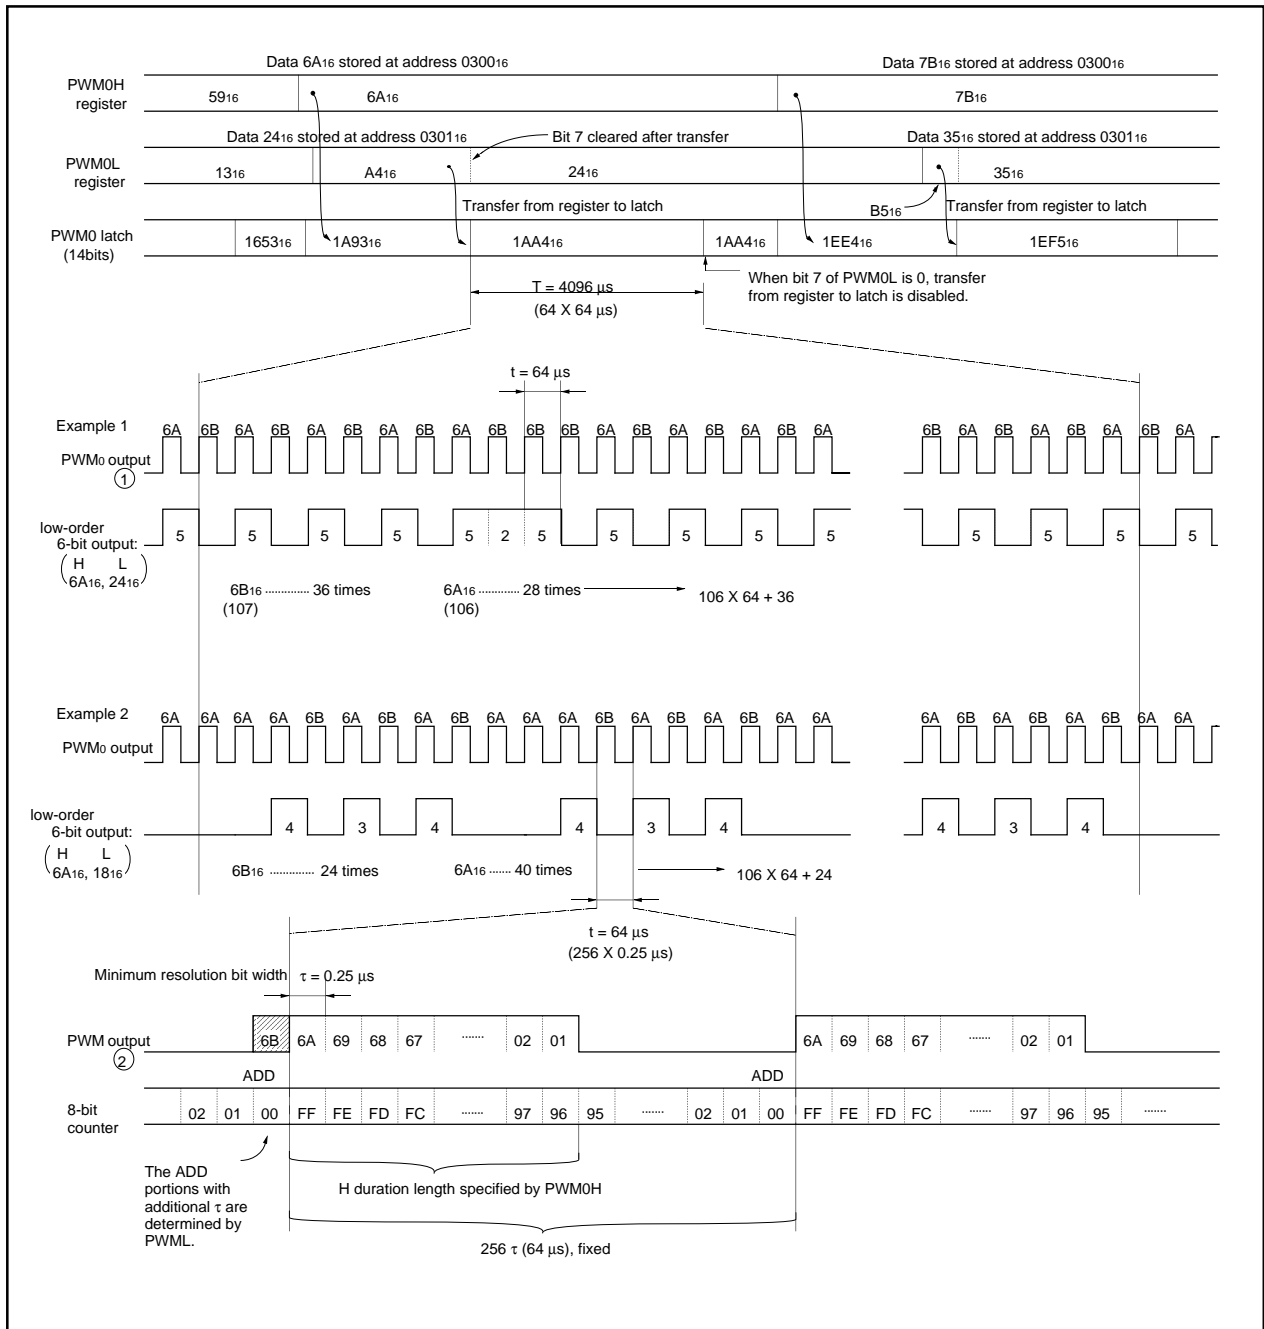 Data 6A16 stored at address 030016
Data 7B16 stored at address 030016
PWM0H
register
5916 6A16 7B16
Data 2416 stored at address 030116
Bit 7 cleared after transfer
Data 3516 stored at address 030116
PWM0L
register
1316 A416 2416 3516
B516
Transfer from register to latch
Transfer from register to latch
PWM0 latch
(14bits)
165316 1A9316 1AA416 1AA416 1EE416 1EF516
When bit 7 of PWM0L is 0, transfer
from register to latch is disabled.
T = 4096 µs
(64 X 64 µs)
t = 64 µs
Example 1
6A 6B 6A 6B 6A 6B 6A 6B 6A 6B 6B 6B 6A 6B 6A 6B 6A 6B 6A 6B 6A 6B 6A 6B 6A 6B 6A
PWM0 output
1
low-order
6-bit output:
H L
6A16, 2416
5 5 5 5 5 2 5 5 5 5 5 5 5 5
6B16 ............. 36 times
(107)
6A16 ............ 28 times
(106)
106 X 64 + 36
Example 2
6A 6A 6A 6A 6B 6A 6B 6A 6B 6A 6A 6A 6B 6B 6A 6B 6A 6B 6A 6A 6B 6A 6B 6A 6B 6A 6A
PWM0 output
low-order
6-bit output:
H L
6A16, 1816
4 3 4 4 3 4 4 3 4
6B16 ............. 24 times
6A16 ....... 40 times
106 X 64 + 24
t = 64 µs
(256 X 0.25 µs)
Minimum resolution bit width τ = 0.25 µs
PWM output
2
6B 6A 69 68 67 ....... 02 01 6A 69 68 67 ....... 02 01
ADD ADD
8-bit
counter
02 01 00 FF FE FD FC ....... 97 96 95 ....... 02 01 00 FF FE FD FC ....... 97 96 95 .......
The ADD
portions with
additional τ are
determined by
PWML.
H duration length specified by PWM0H
256 τ (64 µs), fixed